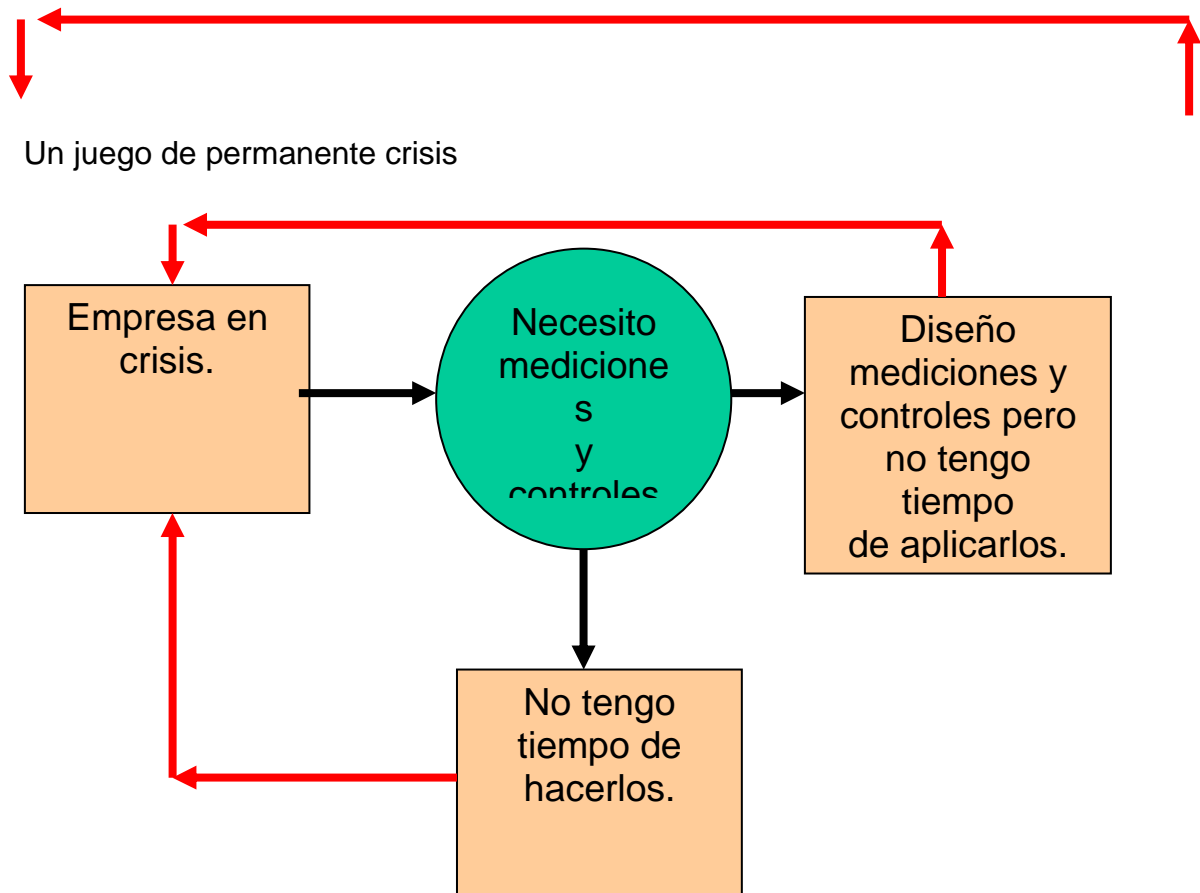 Un juego de permanente crisis
Empresa en
crisis.
Necesito
medicione
s
y
controles
Diseño
mediciones y
controles pero
no tengo
tiempo
de aplicarlos.
No tengo
tiempo de
hacerlos.